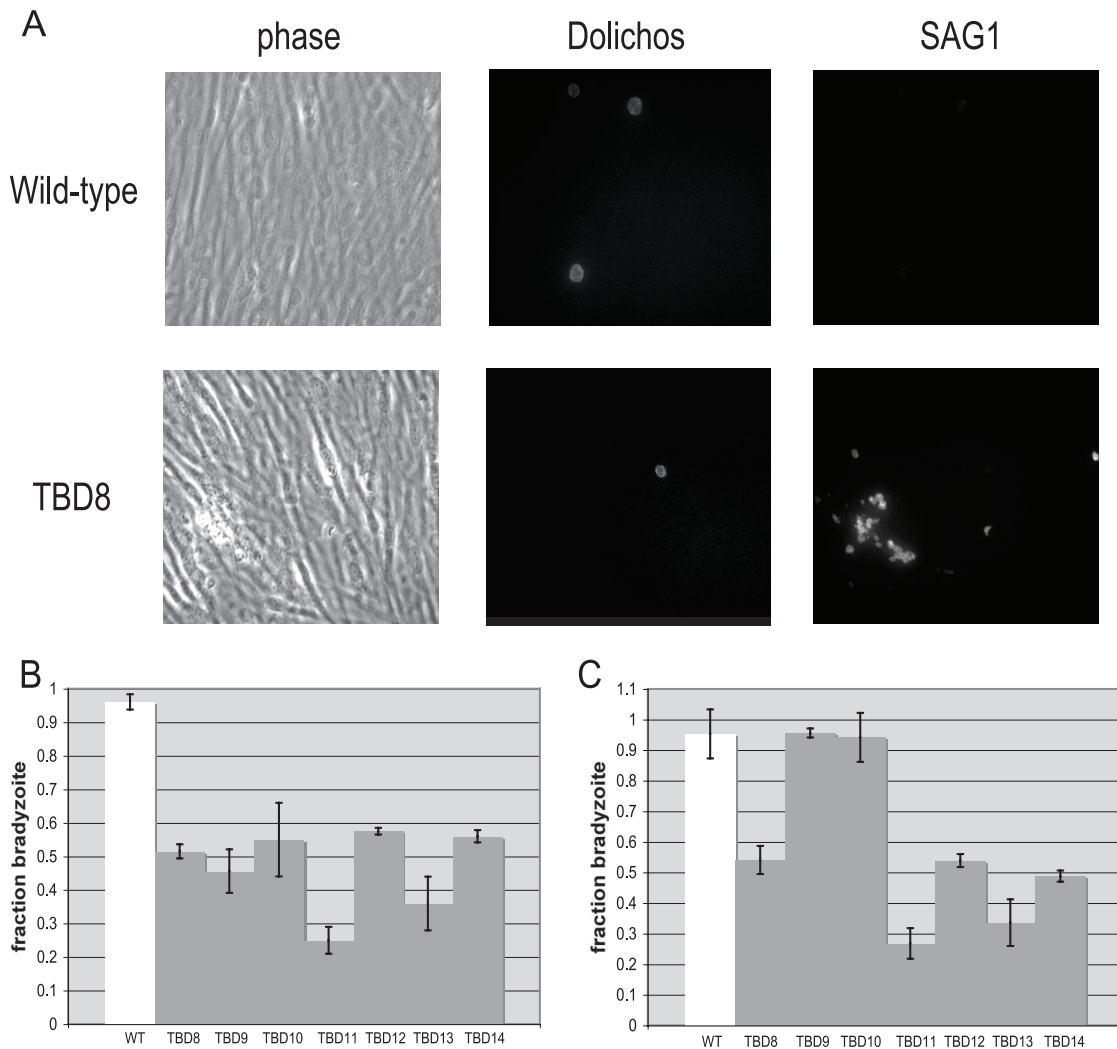 A
phase Dolichos SAG1
Wild-type
TBD8
B
fraction bradyzoite
1
0.9
0.8
0.7
0.6
0.5
0.4
0.3
0.2
0.1
0
WT TBD8 TBD9 TBD10 TBD11 TBD12 TBD13 TBD14
C
fraction bradyzoite
1.1
1
0.9
0.8
0.7
0.6
0.5
0.4
0.3
0.2
0.1
0
WT TBD8 TBD9 TBD10 TBD11 TBD12 TBD13 TBD14